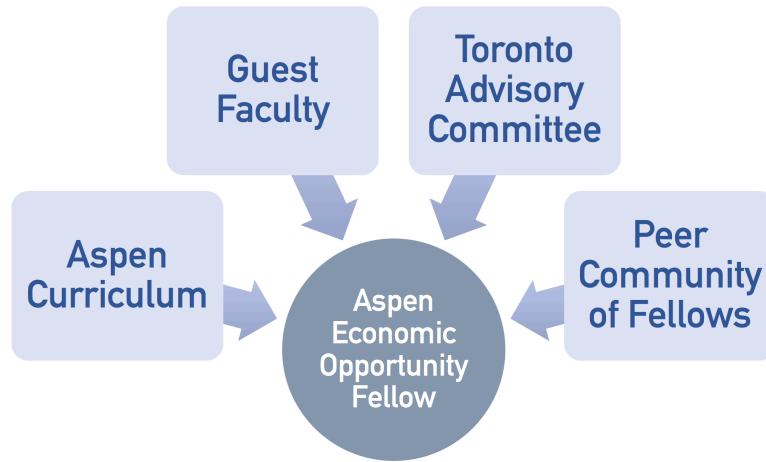 Guest
Faculty
Toronto
Advisory
Committee
Aspen
Curriculum
Peer
Community
of Fellows
Aspen
Economic
Opportunity
Fellow